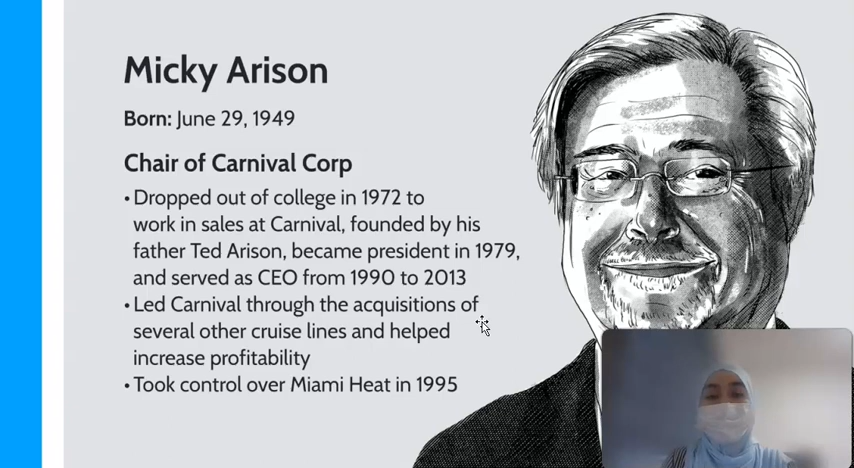 Micky Arison
Born: June 29, 1949
Chair of Carnival Corp
• Dropped out of college in 1972 to
work in sales at Carnival, founded by his
father Ted Arison, became president in 1979,
and served as CEO from 1990 to 2013
• Led Carnival through the acquisitions of
several other cruise lines and helped
increase profitability
• Took control over Miami Heat in 1995